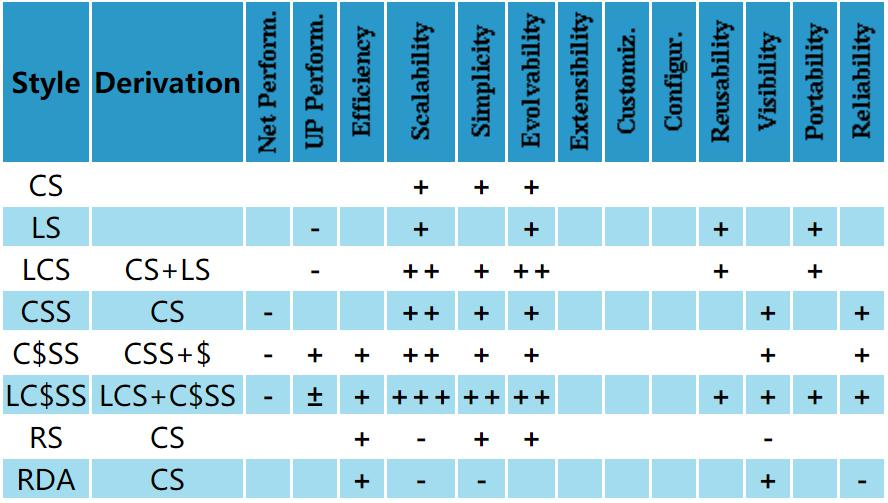 Style Derivation Net Perform. UP Perform. Efficiency Scalability Simplicity Evolvability Extensibility Customiz. Configur. Reusability Visibility Portability Reliability
CS + + +
LS - + + + +
LCS CS+LS - ++ + ++ + +
CSS CS - ++ + + + +
C$SS CSS+$ - + + ++ + + + +
LC$SS LCS+C$SS - ± + +++ ++ ++ + + + +
RS CS + - + + -
RDA CS + - - + -